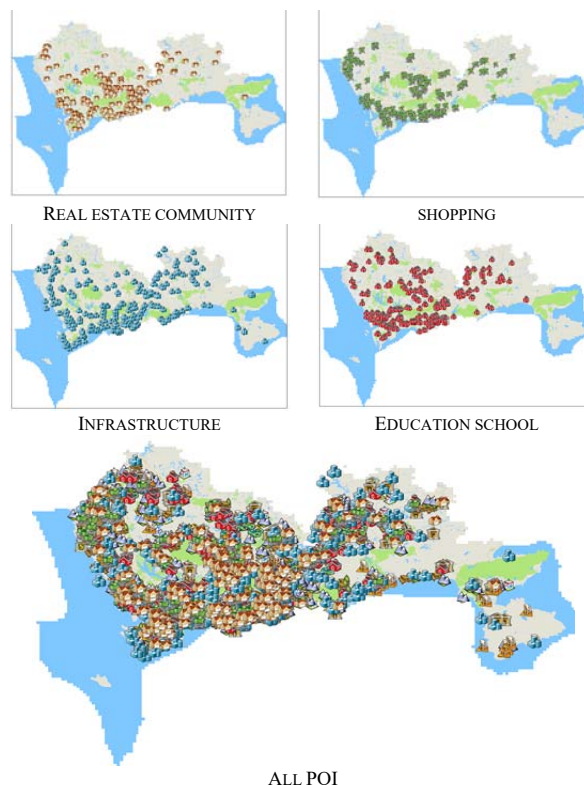 REAL ESTATE COMMUNITY
SHOPPING
INFRASTRUCTURE
EDUCATION SCHOOL
ALL POI